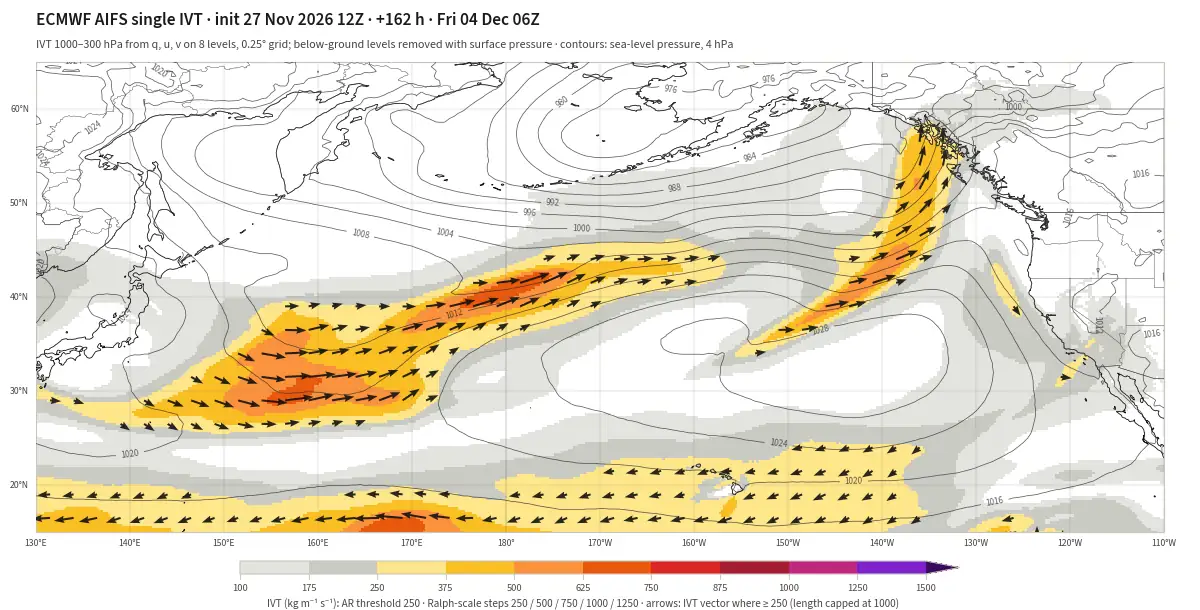 ECMWF AIFS single IVT · init 27 Nov 2026 12Z · +162 h · Fri 04 Dec 06Z
IVT 1000–300 hPa from q, u, v on 8 levels, 0.25° grid; below-ground levels removed with surface pressure · contours: sea-level pressure, 4 hPa
1020
976
976
980
1000
60°N
1024
984
988
1016
50°N
992
996
1016
1000
1004
1008
40°N
1012
1028
1012
1016
30°N
1024
1020
20°N
1020
1016
130°E 140°E 150°E 160°E 170°E 180° 170°W 160°W 150°W 140°W 130°W 120°W 110°W
100 175 250 375 500 625 750 875 1000 1250 1500
IVT (kg m⁻¹ s⁻¹): AR threshold 250 · Ralph-scale steps 250 / 500 / 750 / 1000 / 1250 · arrows: IVT vector where ≥ 250 (length capped at 1000)